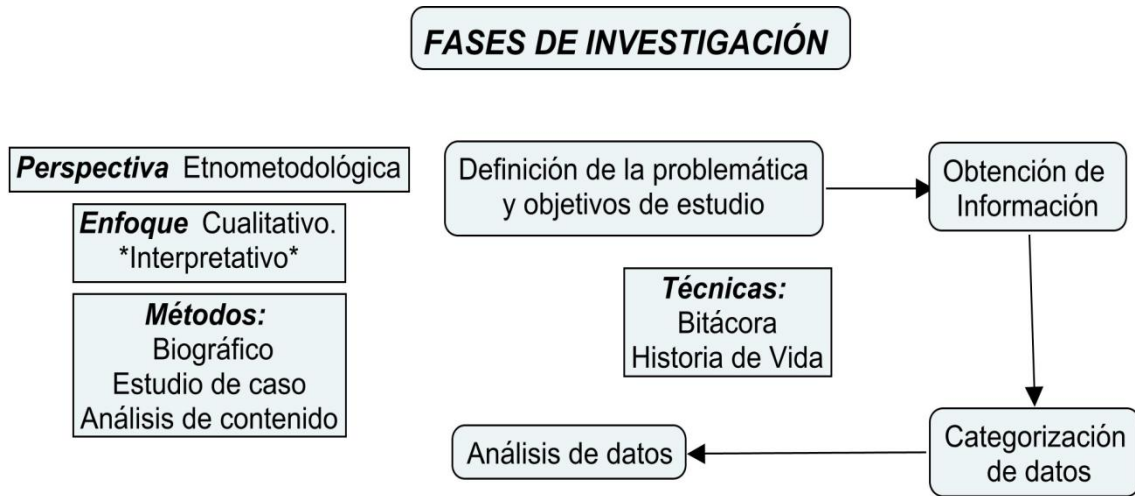 FASES DE INVESTIGACIÓN
Perspectiva Etnometodológica
Enfoque Cualitativo.
*Interpretativo*
Métodos:
Biográfico
Estudio de caso
Análisis de contenido
Definición de la problemática
y objetivos de estudio
Obtención de
Información
Técnicas:
Bitácora
Historia de Vida
Categorización
de datos
Análisis de datos